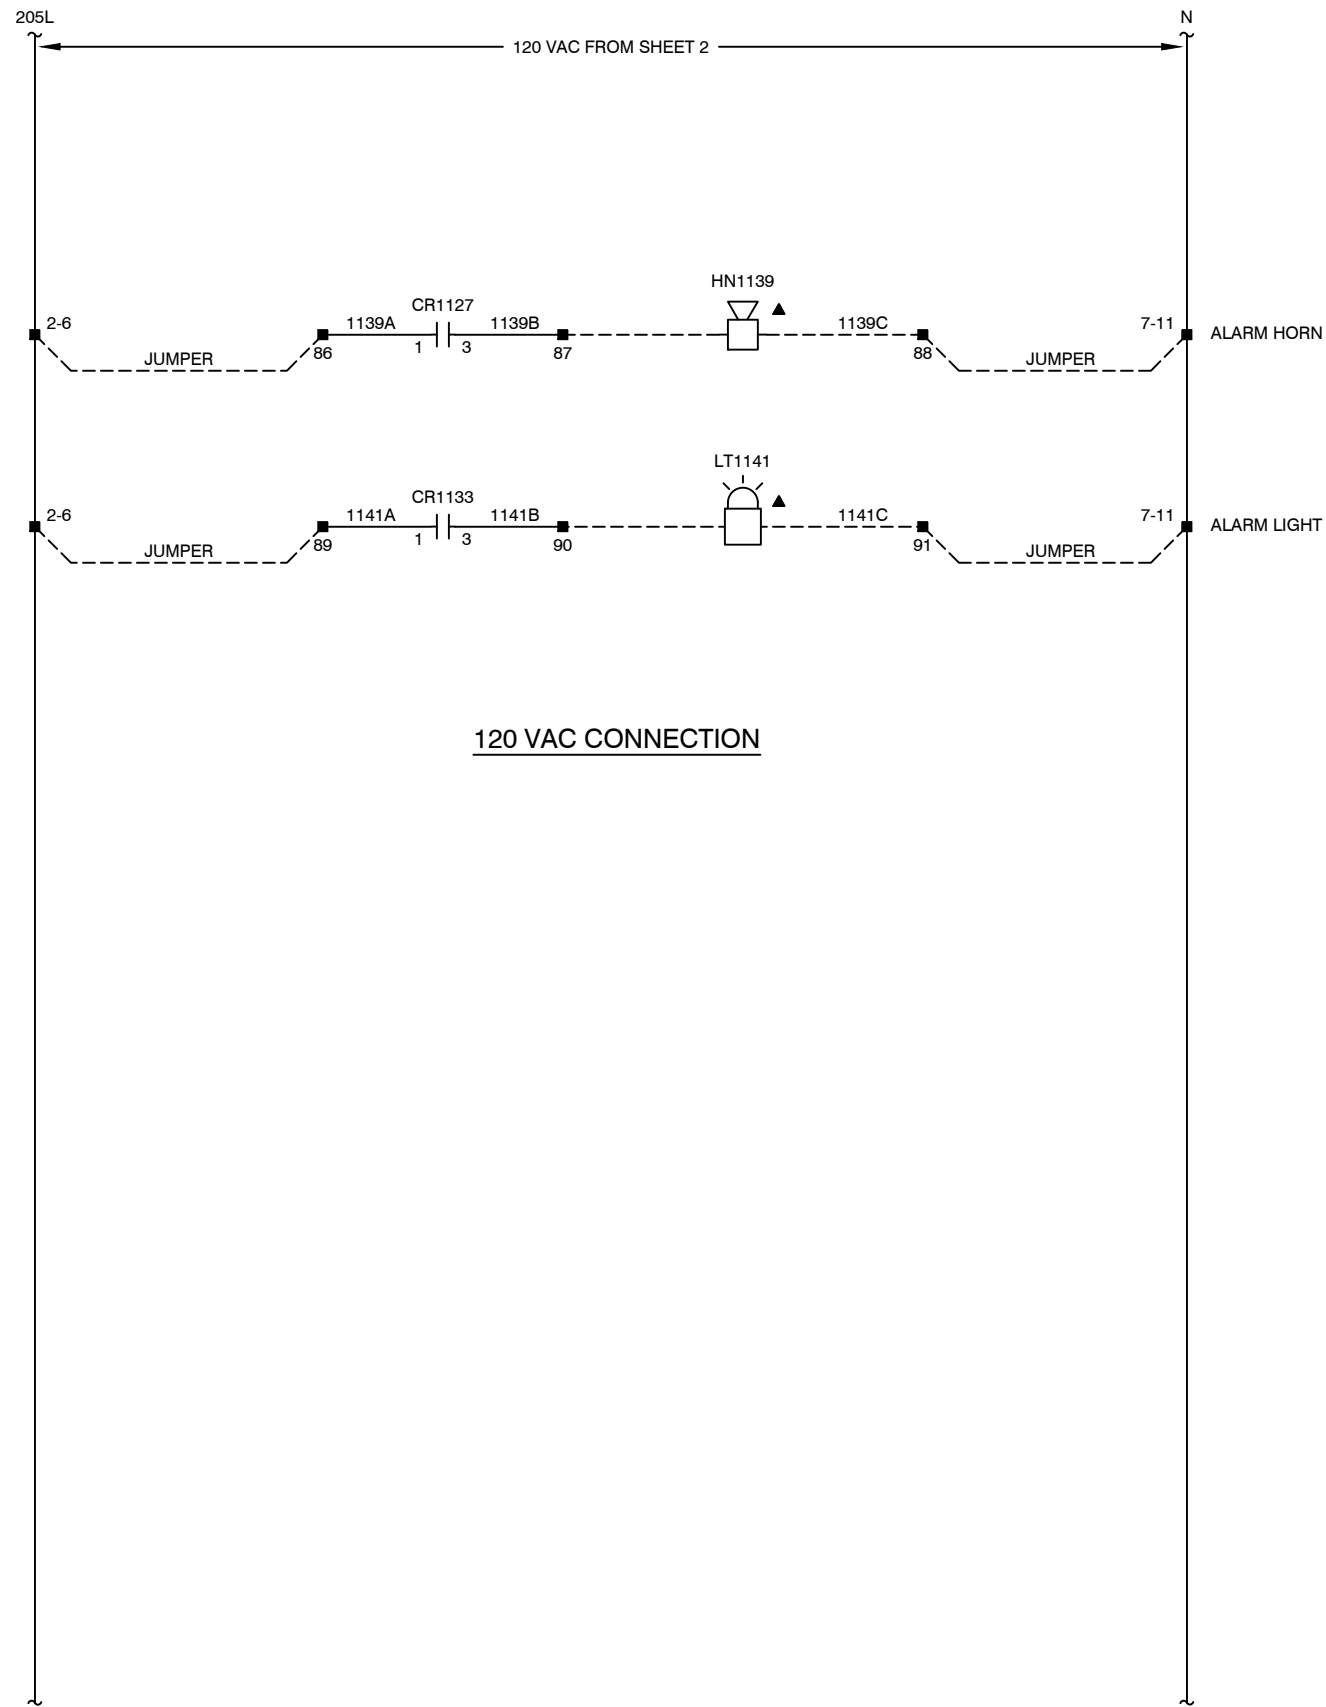 205L
N
120 VAC FROM SHEET 2
HN1139
CR1127
2-6
1139A
1139B
1139C
7-11
ALARM HORN
1
3
86
87
88
JUMPER
JUMPER
LT1141
CR1133
2-6
1141A
1141B
1141C
7-11
ALARM LIGHT
1
3
89
90
91
JUMPER
JUMPER
120 VAC CONNECTION